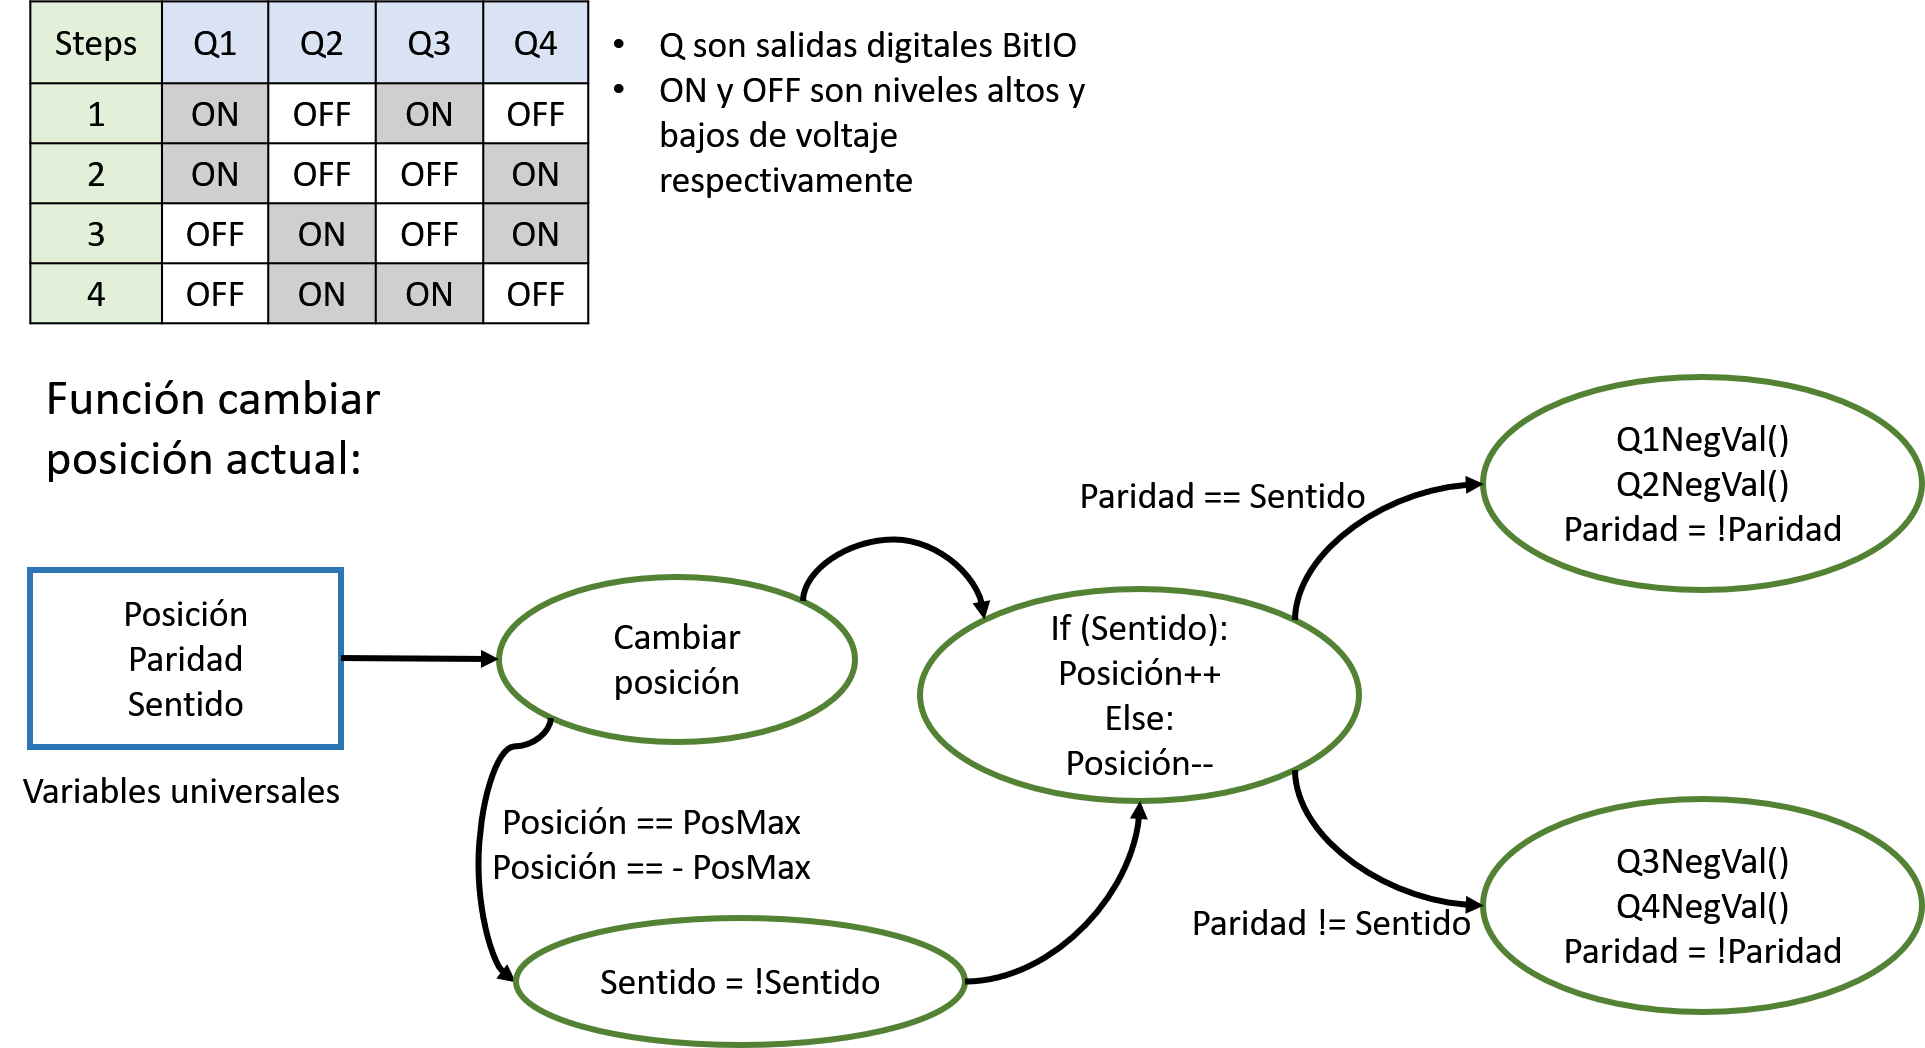 Steps Q1 Q2 Q3 Q4
1 ON OFF ON OFF
2 ON OFF OFF ON
3 OFF ON OFF ON
4 OFF ON ON OFF
• Q son salidas digitales BitIO
• ON y OFF son niveles altos y
bajos de voltaje
respectivamente
Función cambiar
posición actual:
Posición
Paridad
Sentido
Variables universales
Cambiar
posición
Posición == PosMax
Posición == - PosMax
Sentido = !Sentido
If (Sentido):
Posición++
Else:
Posición--
Paridad == Sentido
Q1NegVal()
Q2NegVal()
Paridad = !Paridad
Paridad != Sentido
Q3NegVal()
Q4NegVal()
Paridad = !Paridad